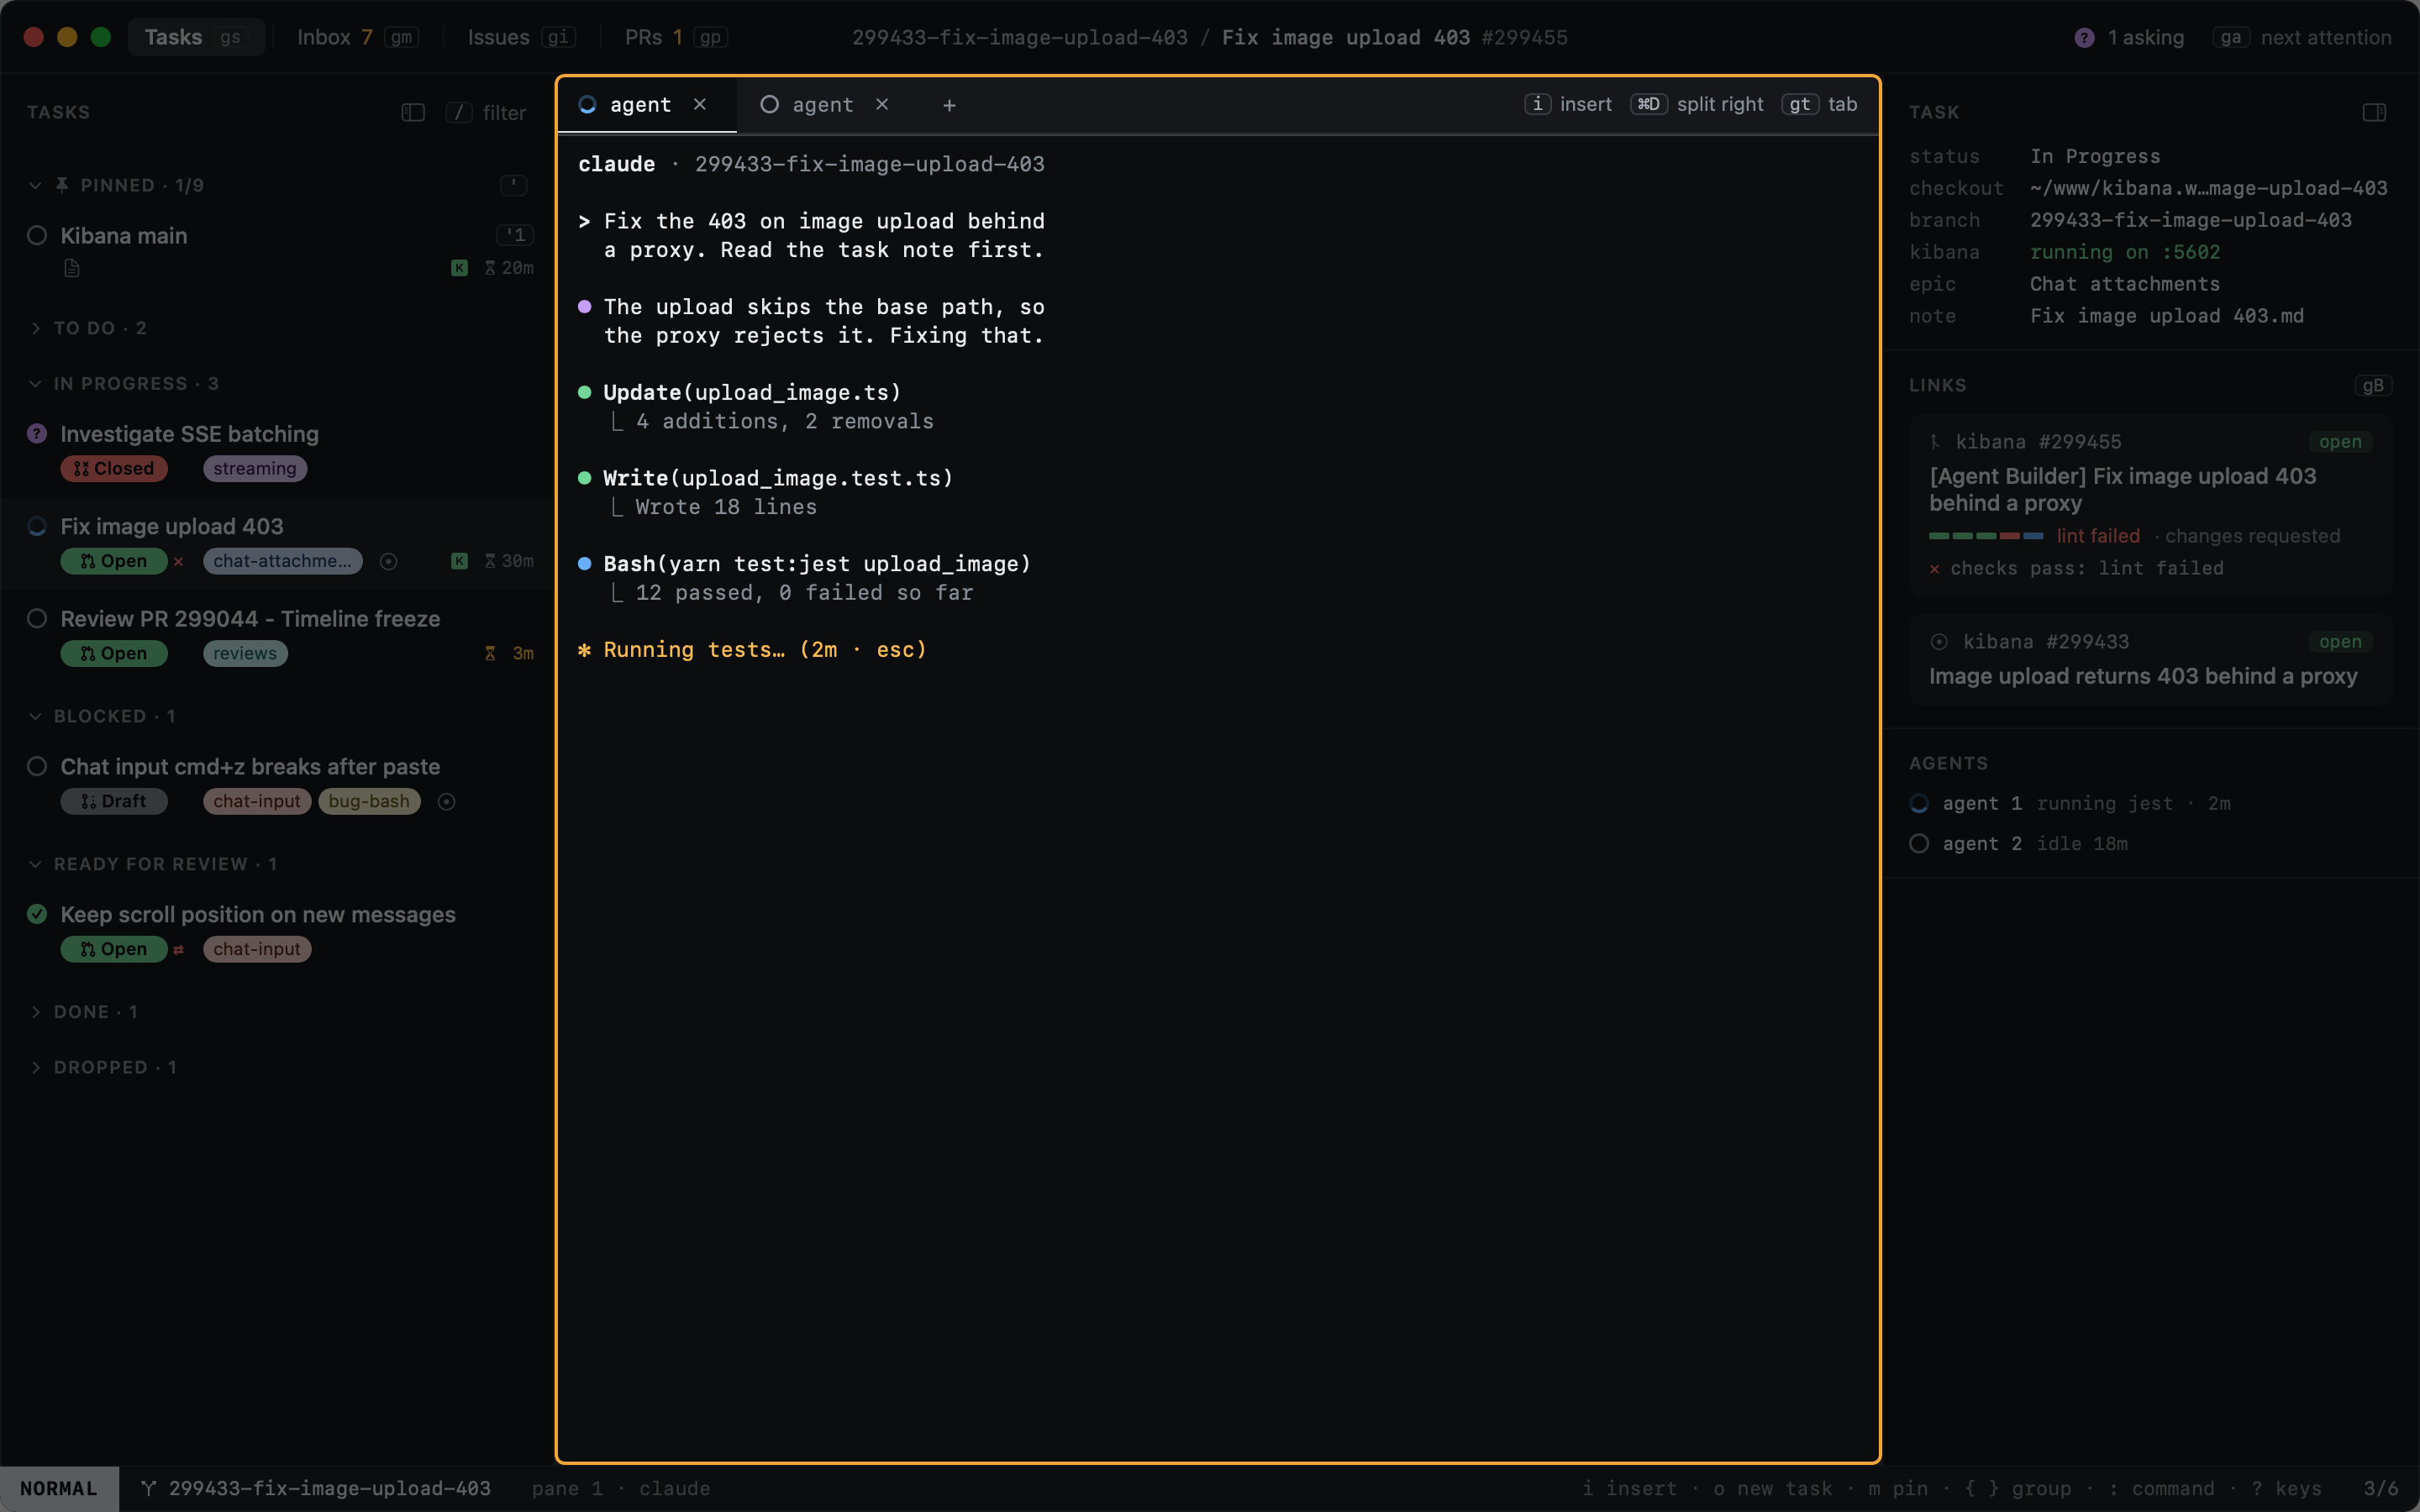 Tasks gs Inbox 7 gm Issues gi PRs 1 gp 299433-fix-image-upload-403 / Fix image upload 403 #299455 ? 1 asking ga next attention
TASKS / filter
PINNED · 1/9 '
Kibana main '1
K 20m
TO DO · 2
IN PROGRESS · 3
? Investigate SSE batching
Closed streaming
Fix image upload 403
Open × chat-attachme… K 30m
Review PR 299044 - Timeline freeze
Open reviews 3m
BLOCKED · 1
Chat input cmd+z breaks after paste
Draft chat-input bug-bash
READY FOR REVIEW · 1
Keep scroll position on new messages
Open chat-input
DONE · 1
DROPPED · 1
agent × agent × + i insert ⌘D split right gt tab
claude · 299433-fix-image-upload-403
> Fix the 403 on image upload behind
a proxy. Read the task note first.
The upload skips the base path, so
the proxy rejects it. Fixing that.
Update(upload_image.ts)
⎿ 4 additions, 2 removals
Write(upload_image.test.ts)
⎿ Wrote 18 lines
Bash(yarn test:jest upload_image)
⎿ 12 passed, 0 failed so far
✻ Running tests… (2m · esc)
TASK
status In Progress
checkout ~/www/kibana.w…mage-upload-403
branch 299433-fix-image-upload-403
kibana running on :5602
epic Chat attachments
note Fix image upload 403.md
LINKS gB
kibana #299455 open
[Agent Builder] Fix image upload 403
behind a proxy
lint failed · changes requested
× checks pass: lint failed
kibana #299433 open
Image upload returns 403 behind a proxy
AGENTS
agent 1 running jest · 2m
agent 2 idle 18m
NORMAL 299433-fix-image-upload-403 pane 1 · claude i insert · o new task · m pin · { } group · : command · ? keys 3/6